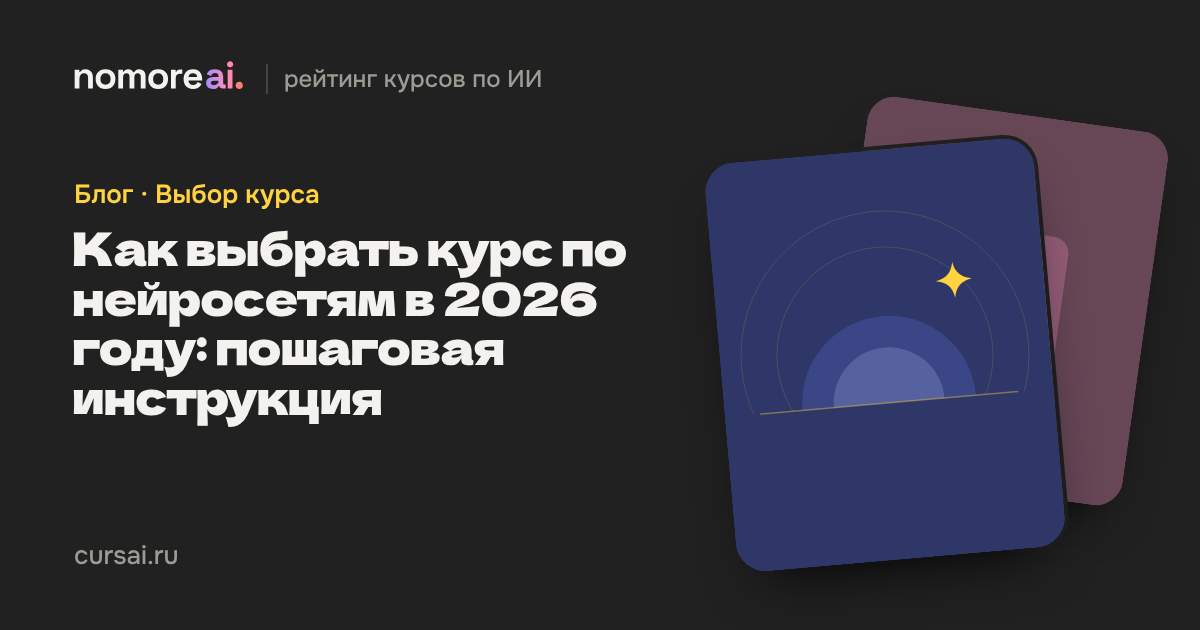 nomoreai. | рейтинг курсов по ИИ
Блог · Выбор курса
Как выбрать курс по
нейросетям в 2026
году: пошаговая
инструкция
cursai.ru